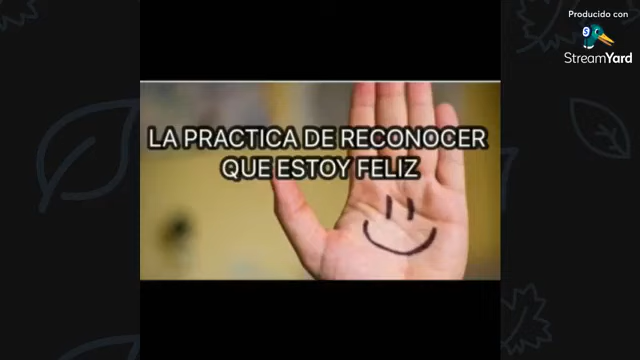 Producido con
StreamYard
LA PRACTICA DE RECONOCER
QUE ESTOY FELIZ